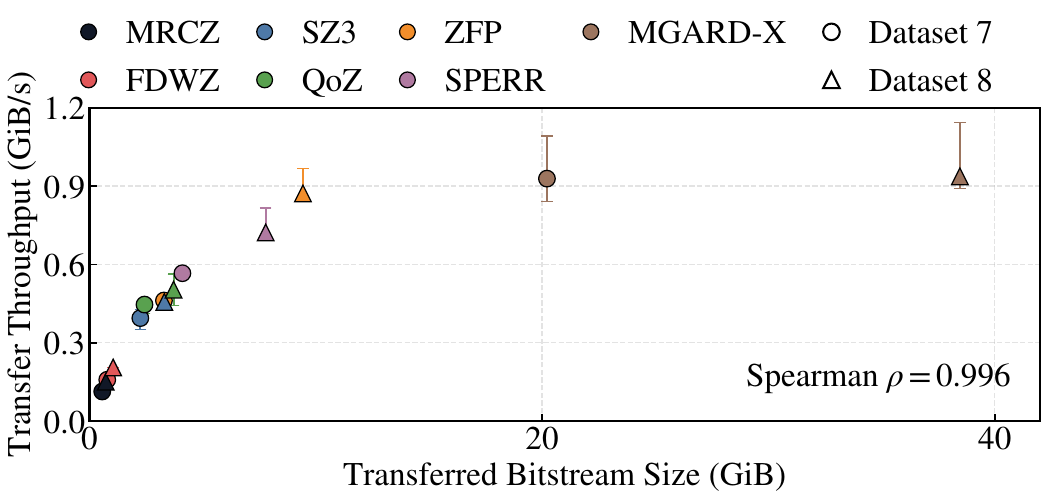 MRCZ SZ3 ZFP MGARD-X Dataset 7
FDWZ QoZ SPERR Dataset 8
Transfer Throughput (GiB/s)
1.2
0.9
0.6
0.3
0.0
Spearman ρ = 0.996
0 20 40
Transferred Bitstream Size (GiB)